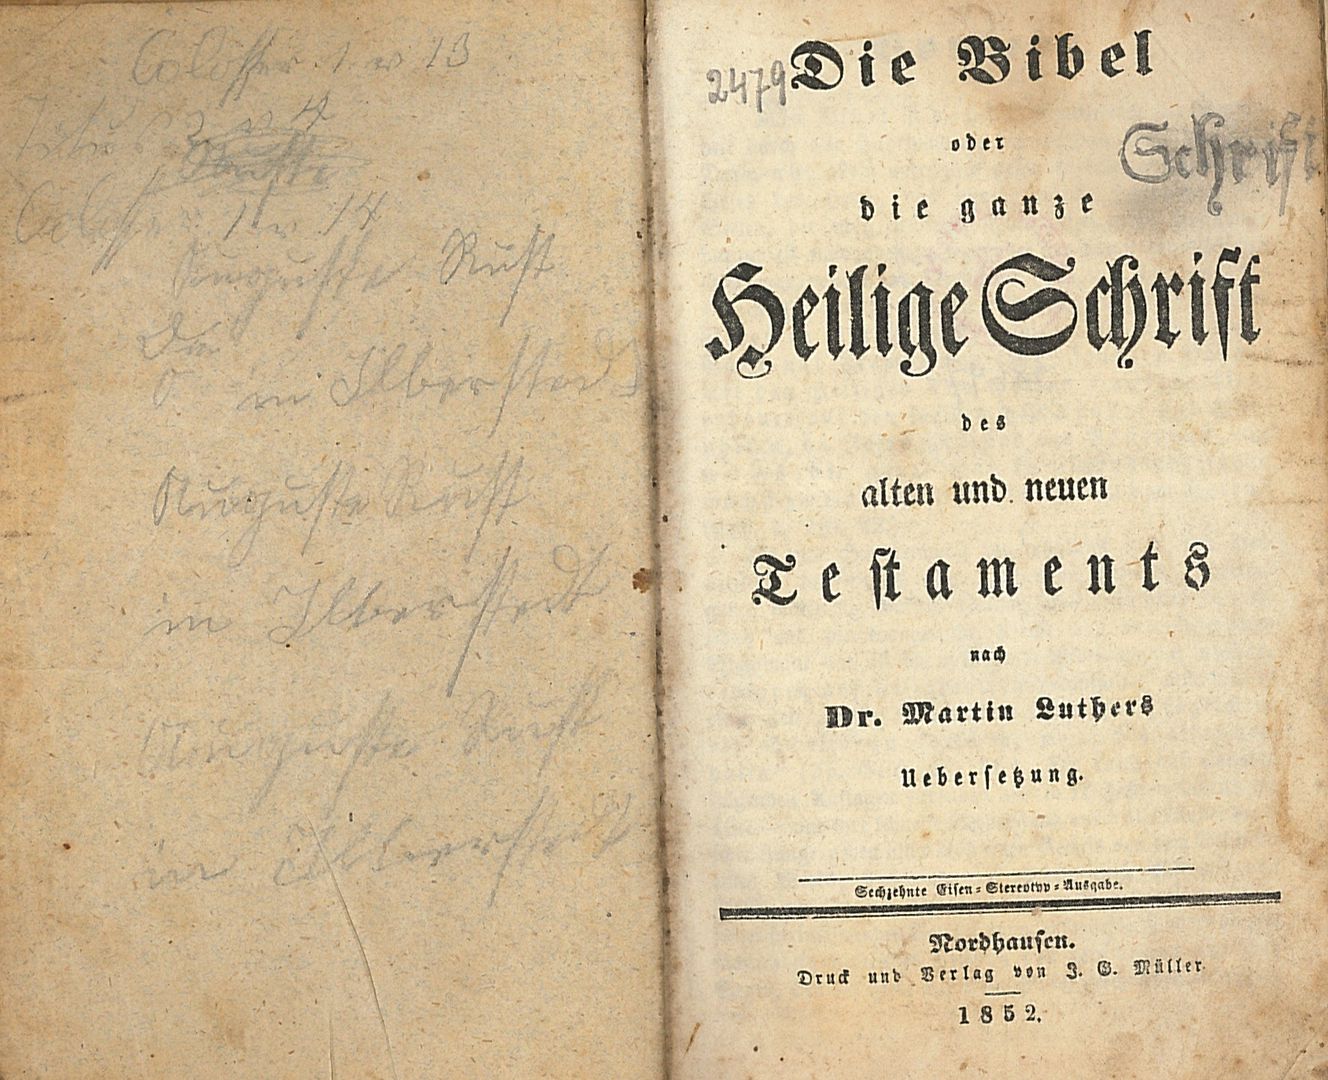 Colosser 1 v 13
v 4
Colosser 1 v 14
Auguste Rust
in Ilberstedt
Auguste Rust
in Ilberstedt
Auguste Rust
in Ilberstedt
2479
Die Bibel
oder
Schrift
die ganze
Heilige Schrift
des
alten und neuen
Testaments
nach
Dr. Martin Luthers
Uebersetzung.
Sechzehnte Eisen-Stereotyp-Ausgabe.
Nordhausen.
Druck und Verlag von J. G. Müller
1852.